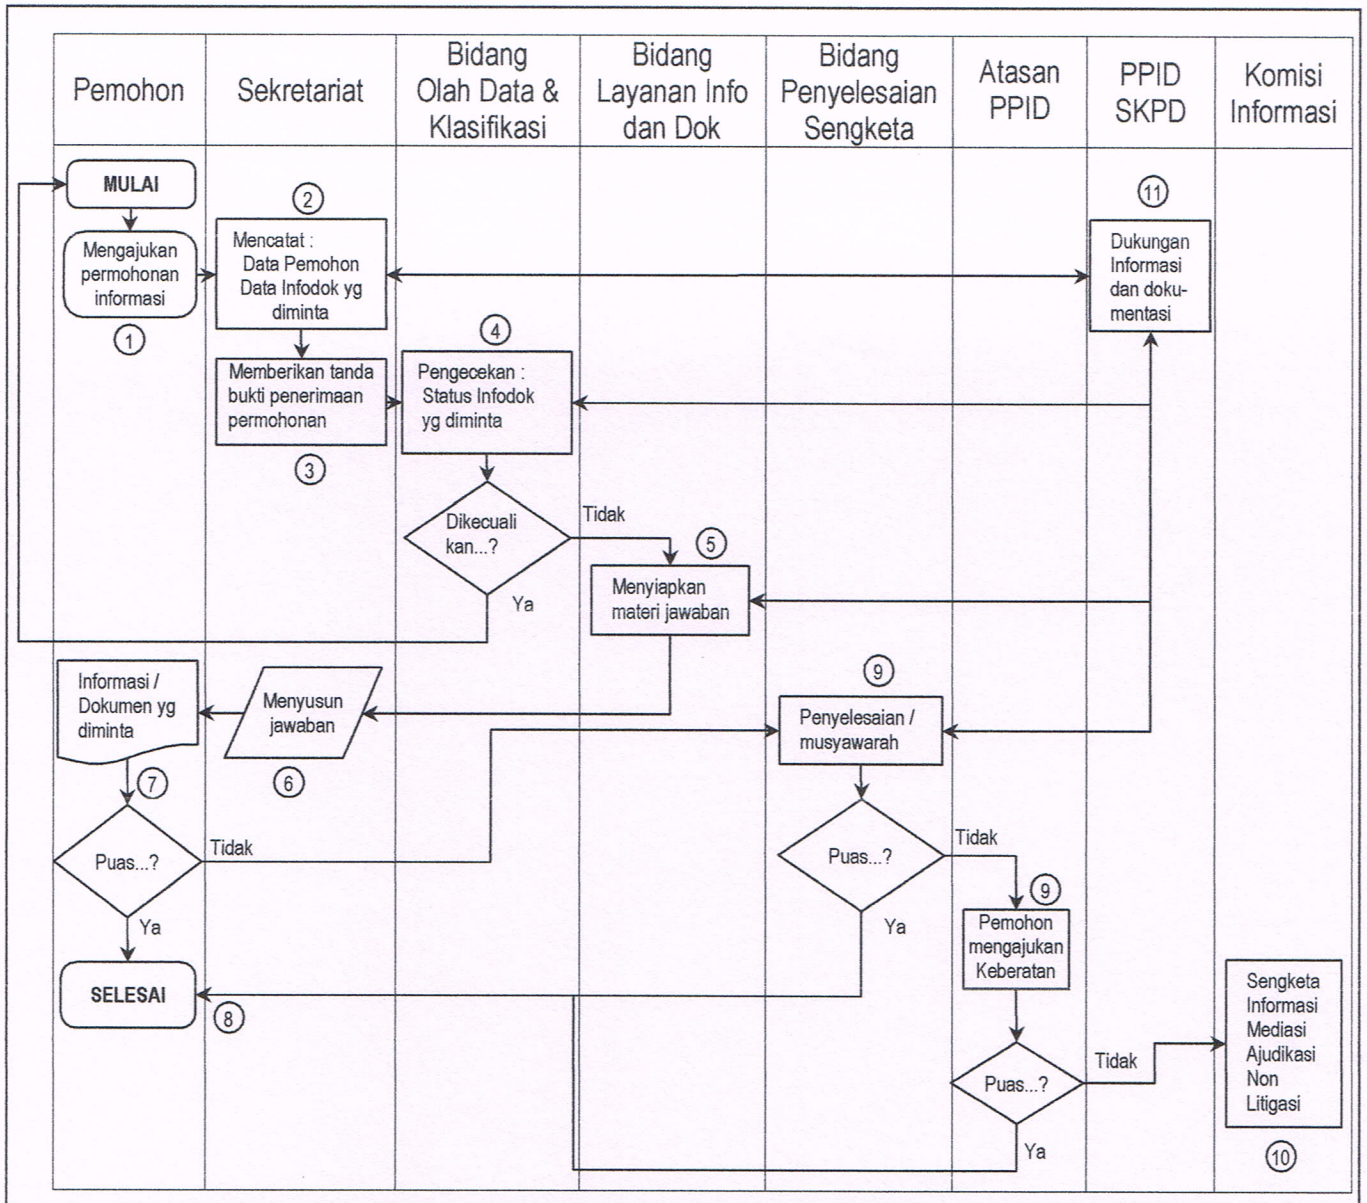 Pemohon
Sekretariat
Bidang
Olah Data &
Klasifikasi
Bidang
Layanan Info
dan Dok
Bidang
Penyelesaian
Sengketa
Atasan
PPID
PPID
SKPD
Komisi
Informasi
MULAI
Mengajukan
permohonan
informasi
1
2
Mencatat :
Data Pemohon
Data Infodok yg
diminta
11
Dukungan
Informasi
dan doku-
mentasi
Memberikan tanda
bukti penerimaan
permohonan
3
4
Pengecekan :
Status Infodok
yg diminta
Dikecuali
kan...?
Tidak
Ya
5
Menyiapkan
materi jawaban
Informasi /
Dokumen yg
diminta
7
Menyusun
jawaban
6
9
Penyelesaian /
musyawarah
Puas...?
Tidak
Ya
Puas...?
Tidak
Ya
9
Pemohon
mengajukan
Keberatan
SELESAI
8
Puas...?
Tidak
Ya
Sengketa
Informasi
Mediasi
Ajudikasi
Non
Litigasi
10